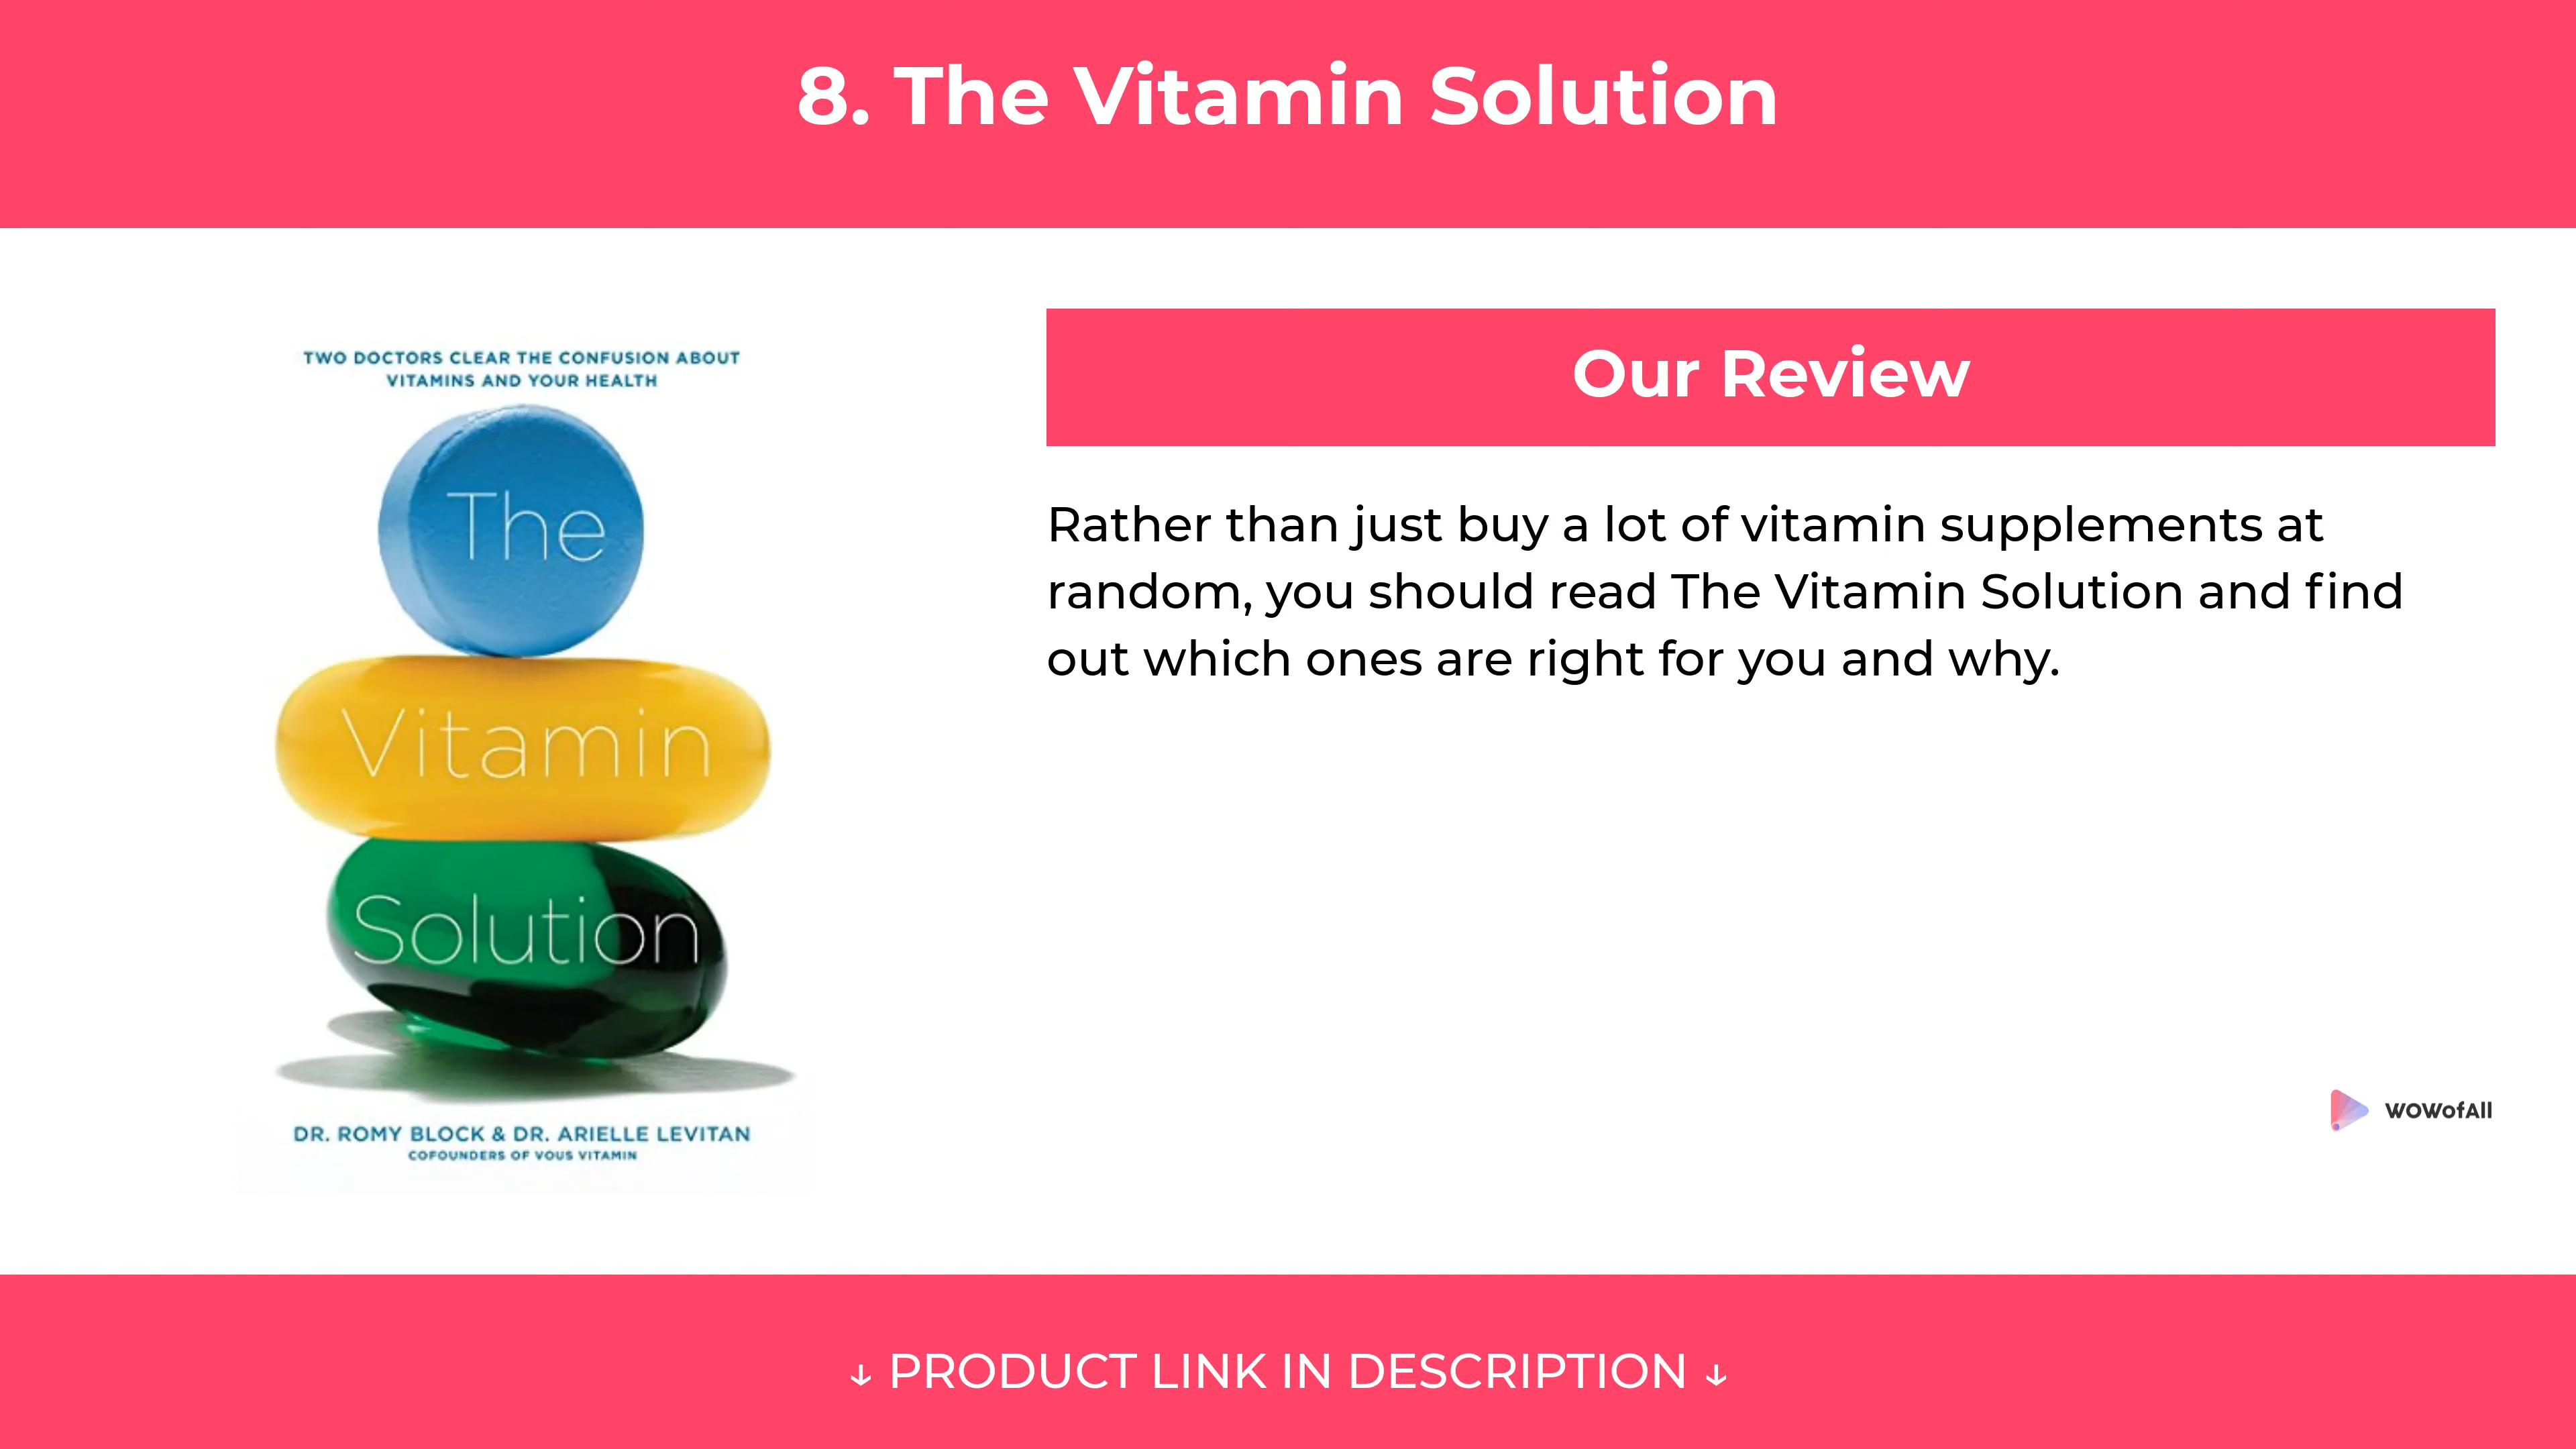 8. The Vitamin Solution
TWO DOCTORS CLEAR THE CONFUSION ABOUT
VITAMINS AND YOUR HEALTH
The
Vitamin
Solution
DR. ROMY BLOCK & DR. ARIELLE LEVITAN
COFOUNDERS OF VOUS VITAMIN
Our Review
Rather than just buy a lot of vitamin supplements at
random, you should read The Vitamin Solution and find
out which ones are right for you and why.
WOWofAll
↓ PRODUCT LINK IN DESCRIPTION ↓